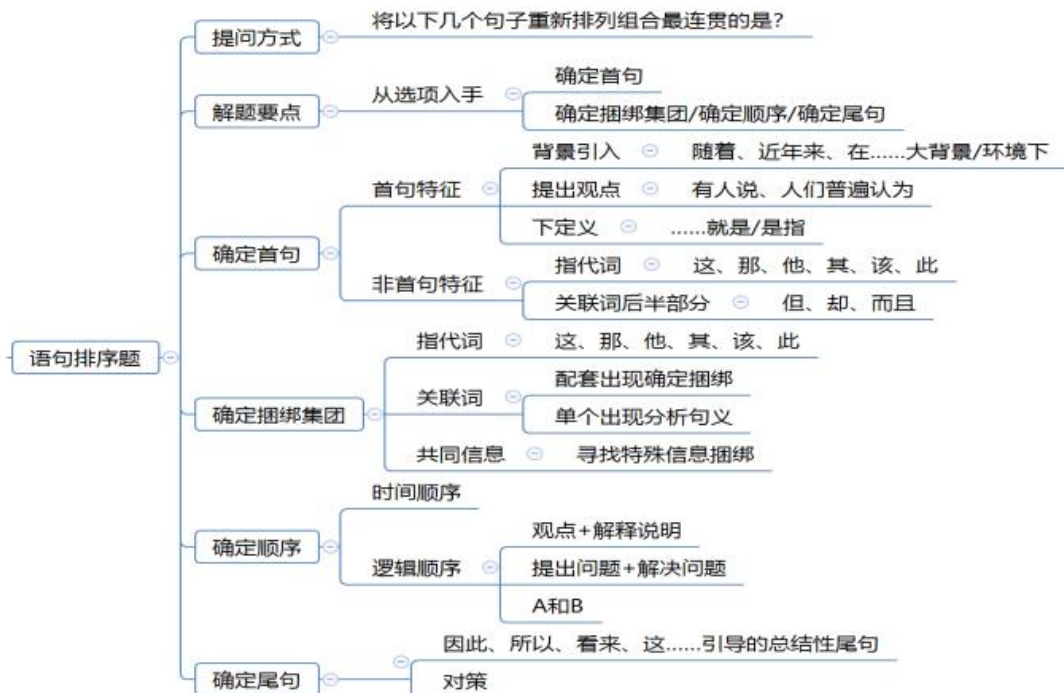 语句排序题
提问方式
将以下几个句子重新排列组合最连贯的是？
解题要点
从选项入手
确定首句
确定捆绑集团/确定顺序/确定尾句
确定首句
首句特征
背景引入
随着、近年来、在……大背景/环境下
提出观点
有人说、人们普遍认为
下定义
……就是/是指
非首句特征
指代词
这、那、他、其、该、此
关联词后半部分
但、却、而且
确定捆绑集团
指代词
这、那、他、其、该、此
关联词
配套出现确定捆绑
单个出现分析句义
共同信息
寻找特殊信息捆绑
确定顺序
时间顺序
逻辑顺序
观点+解释说明
提出问题+解决问题
A和B
确定尾句
因此、所以、看来、这……引导的总结性尾句
对策